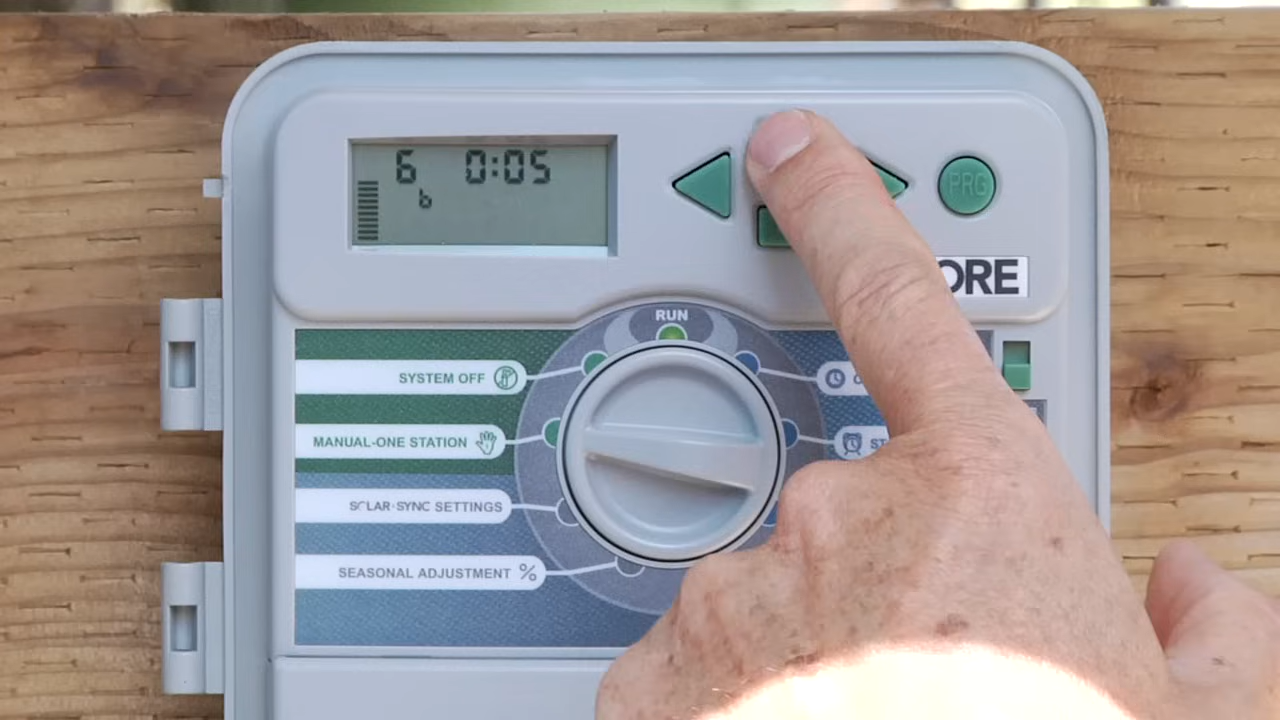 6 0:05
b
PRG
ORE
RUN
SYSTEM OFF
MANUAL-ONE STATION
SOLAR-SYNC SETTINGS
SEASONAL ADJUSTMENT %